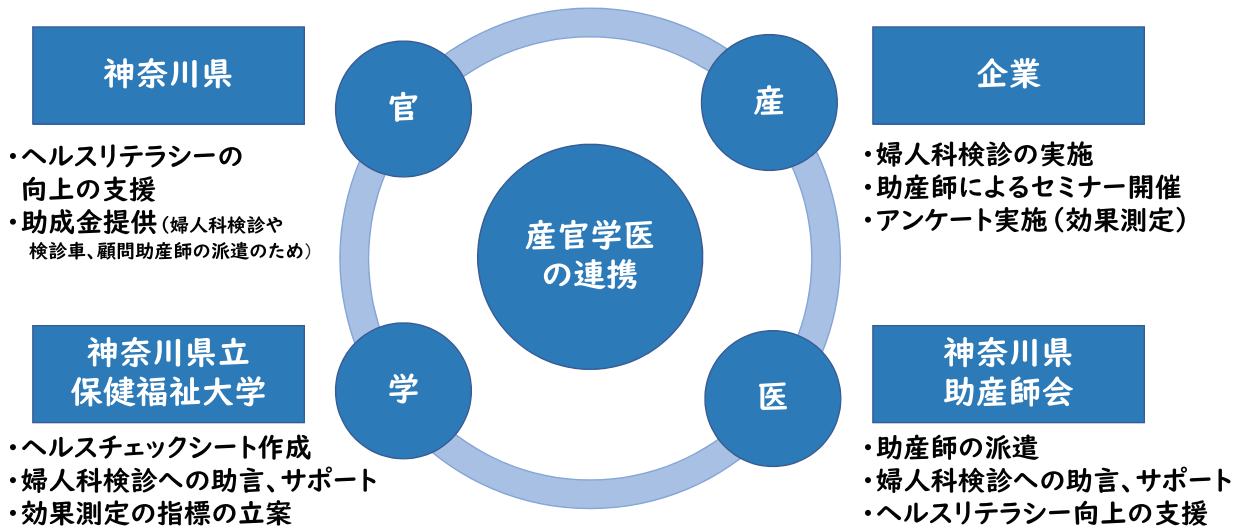 神奈川県
・ヘルスリテラシーの
向上の支援
・助成金提供(婦人科検診や
検診車、顧問助産師の派遣のため)
官
産
企業
・婦人科検診の実施
・助産師によるセミナー開催
・アンケート実施(効果測定)
産官学医
の連携
神奈川県立
保健福祉大学
・ヘルスチェックシート作成
・婦人科検診への助言、サポート
・効果測定の指標の立案
学
医
神奈川県
助産師会
・助産師の派遣
・婦人科検診への助言、サポート
・ヘルスリテラシー向上の支援